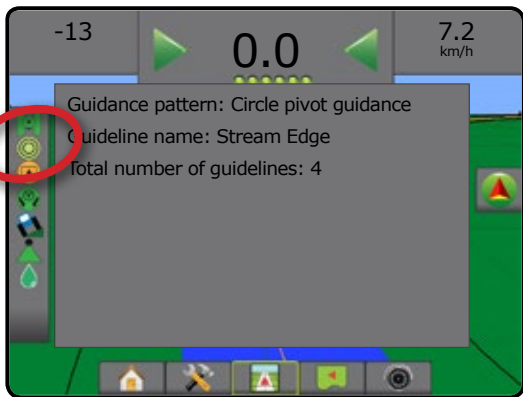 -13
0.0
7.2
km/h
Guidance pattern: Circle pivot guidance
Guideline name: Stream Edge
Total number of guidelines: 4